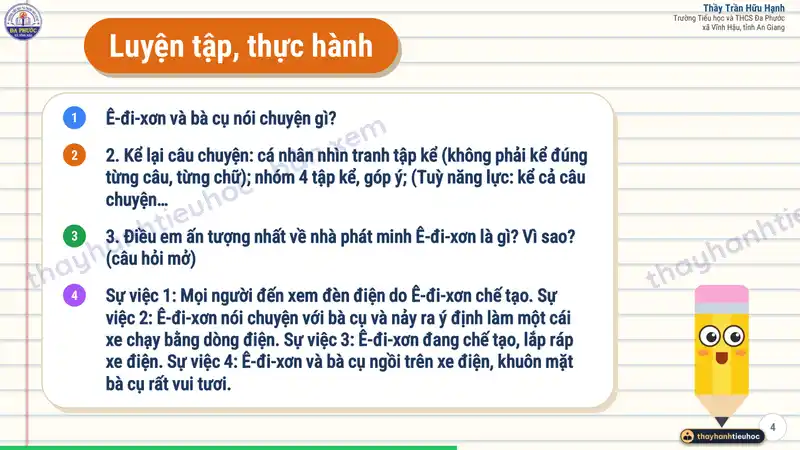 Thầy Trần Hữu Hạnh
Trường Tiểu học và THCS Đa Phước
xã Vĩnh Hậu, tỉnh An Giang
ĐA PHƯỚC
Luyện tập, thực hành
1 Ê-đi-xơn và bà cụ nói chuyện gì?
2 2. Kể lại câu chuyện: cá nhân nhìn tranh tập kể (không phải kể đúng
từng câu, từng chữ); nhóm 4 tập kể, góp ý; (Tuỳ năng lực: kể cả câu
chuyện…
3 3. Điều em ấn tượng nhất về nhà phát minh Ê-đi-xơn là gì? Vì sao?
(câu hỏi mở)
4 Sự việc 1: Mọi người đến xem đèn điện do Ê-đi-xơn chế tạo. Sự
việc 2: Ê-đi-xơn nói chuyện với bà cụ và nảy ra ý định làm một cái
xe chạy bằng dòng điện. Sự việc 3: Ê-đi-xơn đang chế tạo, lắp ráp
xe điện. Sự việc 4: Ê-đi-xơn và bà cụ ngồi trên xe điện, khuôn mặt
bà cụ rất vui tươi.
4
thayhanhtieuhoc